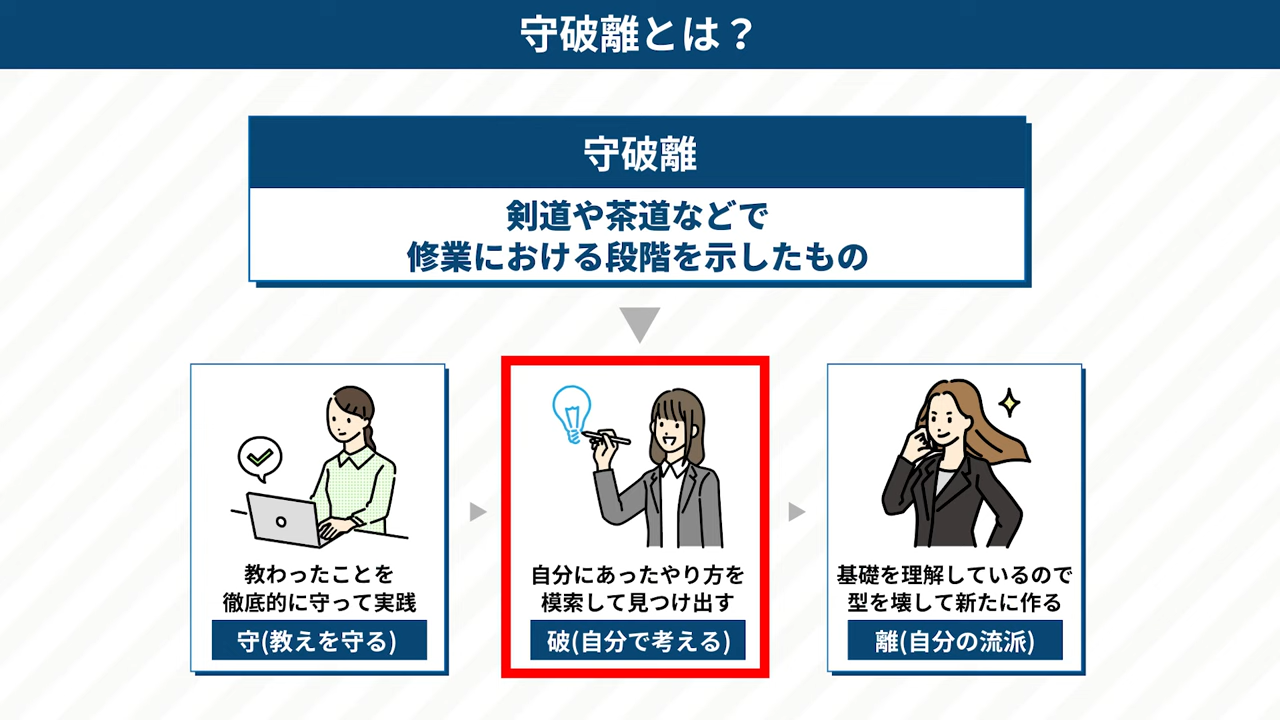 守破離とは？
守破離
剣道や茶道などで
修業における段階を示したもの
教わったことを
徹底的に守って実践
守(教えを守る)
自分にあったやり方を
模索して見つけ出す
破(自分で考える)
基礎を理解しているので
型を壊して新たに作る
離(自分の流派)